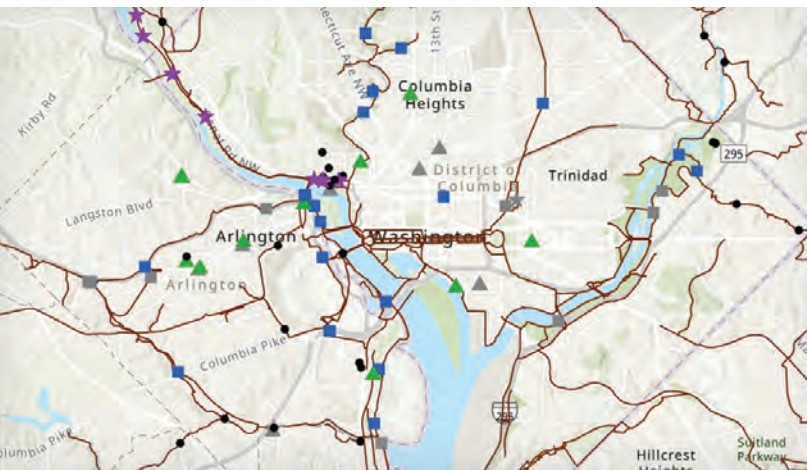 13th St
Columbia
Heights
Kirby Rd
295
District o
Columbia
Trinidad
Langston Blvd
Arlington
Washington
Arlington
Columbia Pike
295
Columbia Pike
Hillcrest
Heights
Suitland
Parkway